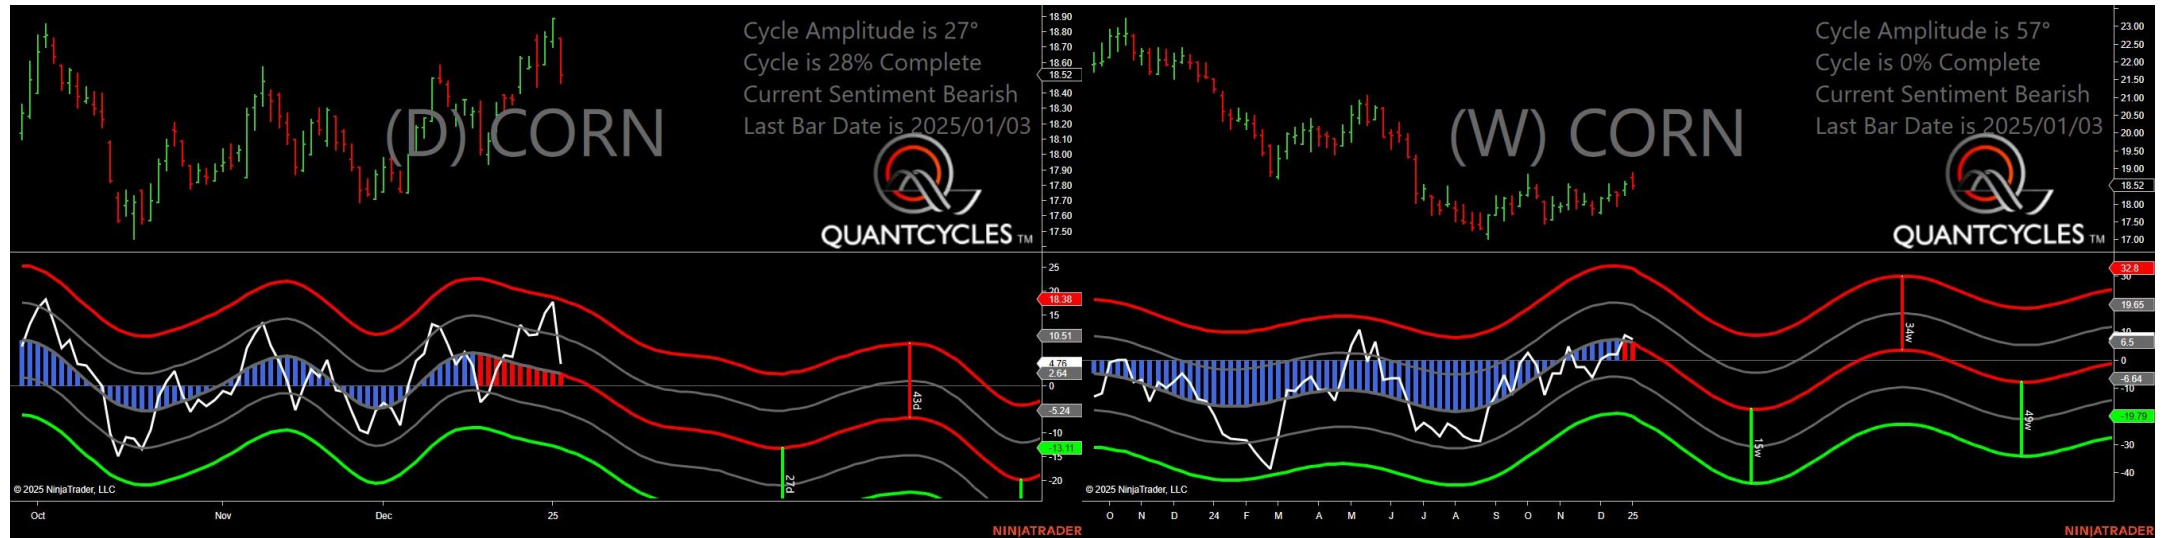 Cycle Amplitude is 27°
Cycle is 28% Complete
Current Sentiment Bearish
Last Bar Date is 2025/01/03
(D) CORN
QUANTCYCLES TM
18.90
18.80
18.70
18.60
18.52
18.40
18.30
18.20
18.10
18.00
17.90
17.80
17.70
17.60
17.50
25
20
18.38
15
10.51
4.76
2.64
0
-5.24
-10
-13.11
-15
-20
43d
27d
© 2025 NinjaTrader, LLC
Oct Nov Dec 25
NINJATRADER
Cycle Amplitude is 57°
Cycle is 0% Complete
Current Sentiment Bearish
Last Bar Date is 2025/01/03
(W) CORN
QUANTCYCLES TM
23.00
22.50
22.00
21.50
21.00
20.50
20.00
19.50
19.00
18.52
18.00
17.50
17.00
32.8
30
19.65
10
6.5
0
-6.64
-10
-19.79
-30
-40
34w
15w
49w
© 2025 NinjaTrader, LLC
O N D 24 F M A M J J A S O N D 25
NINJATRADER